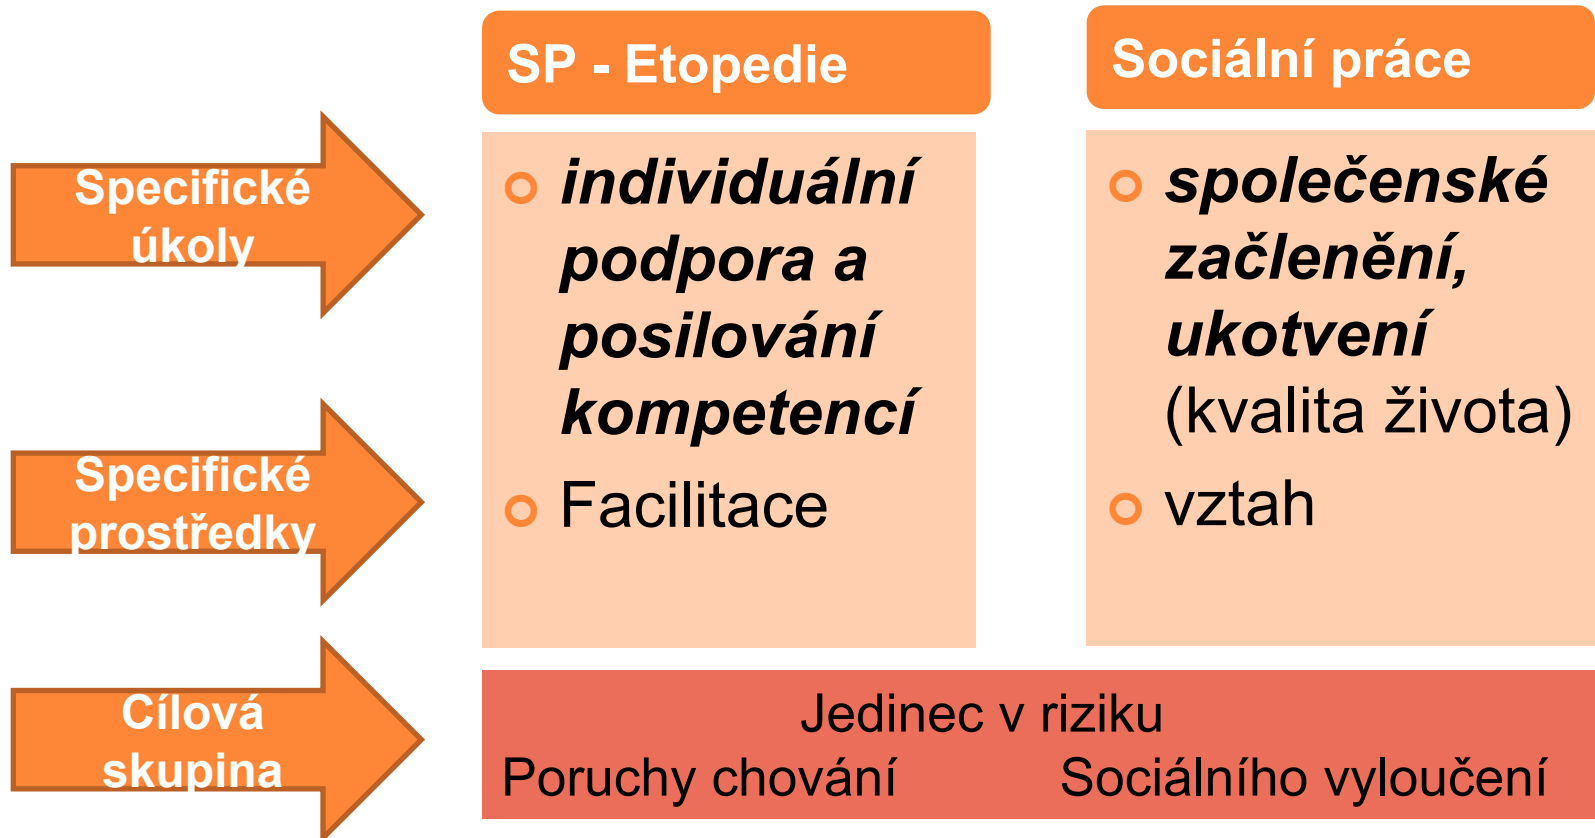 SP - Etopedie
Sociální práce
Specifické
úkoly
individuální
podpora a
posilování
kompetencí
společenské
začlenění,
ukotvení
(kvalita života)
Specifické
prostředky
Facilitace
vztah
Cílová
skupina
Jedinec v riziku
Poruchy chování
Sociálního vyloučení